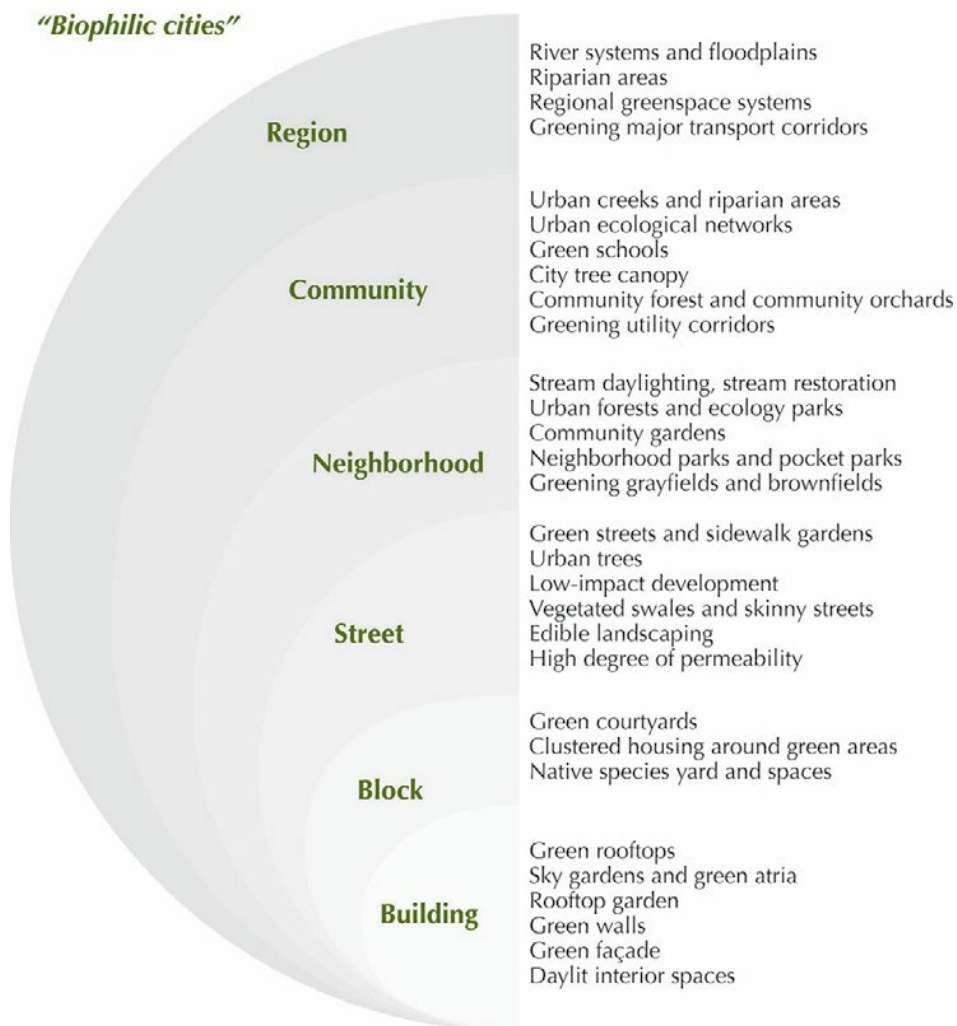 “Biophilic cities”
Region
River systems and floodplains
Riparian areas
Regional greenspace systems
Greening major transport corridors
Community
Urban creeks and riparian areas
Urban ecological networks
Green schools
City tree canopy
Community forest and community orchards
Greening utility corridors
Neighborhood
Stream daylighting, stream restoration
Urban forests and ecology parks
Community gardens
Neighborhood parks and pocket parks
Greening grayfields and brownfields
Street
Green streets and sidewalk gardens
Urban trees
Low-impact development
Vegetated swales and skinny streets
Edible landscaping
High degree of permeability
Block
Green courtyards
Clustered housing around green areas
Native species yard and spaces
Building
Green rooftops
Sky gardens and green atria
Rooftop garden
Green walls
Green façade
Daylit interior spaces